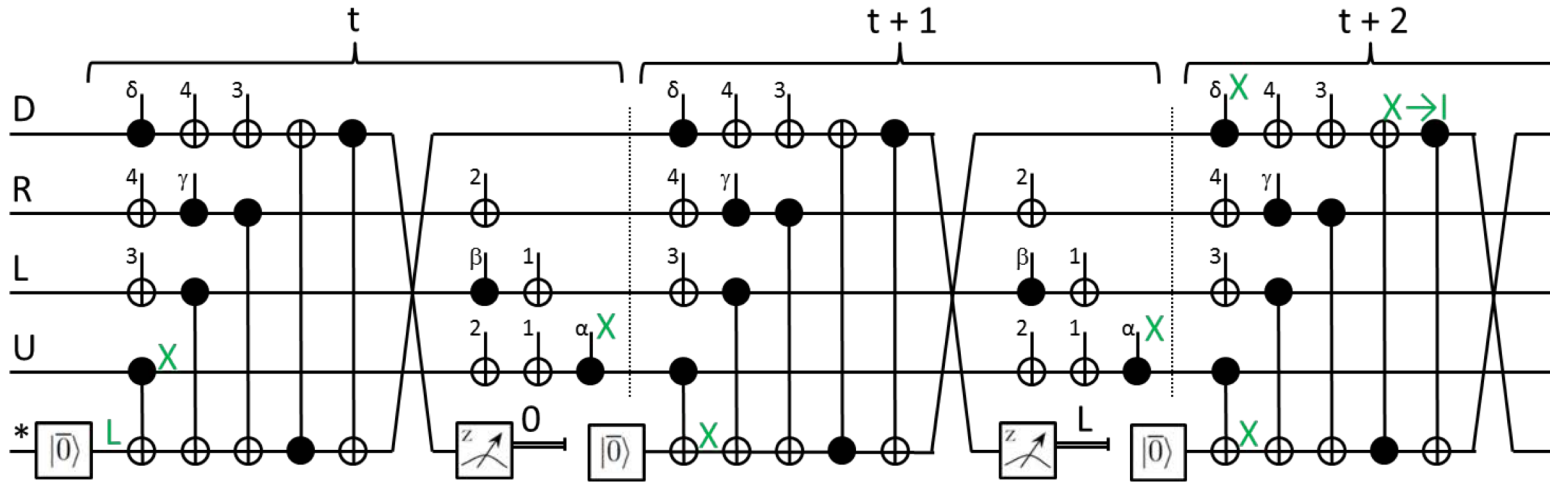 t t + 1 t + 2
δ 4 3 δ 4 3 δ X 4 3 X→I
D
4 γ 2 4 γ 2 4 γ
R
3 β 1 3 β 1 3
L
X 2 1 α X 2 1 α X
U
* |0̅⟩ L z 0 |0̅⟩ X z L |0̅⟩ X